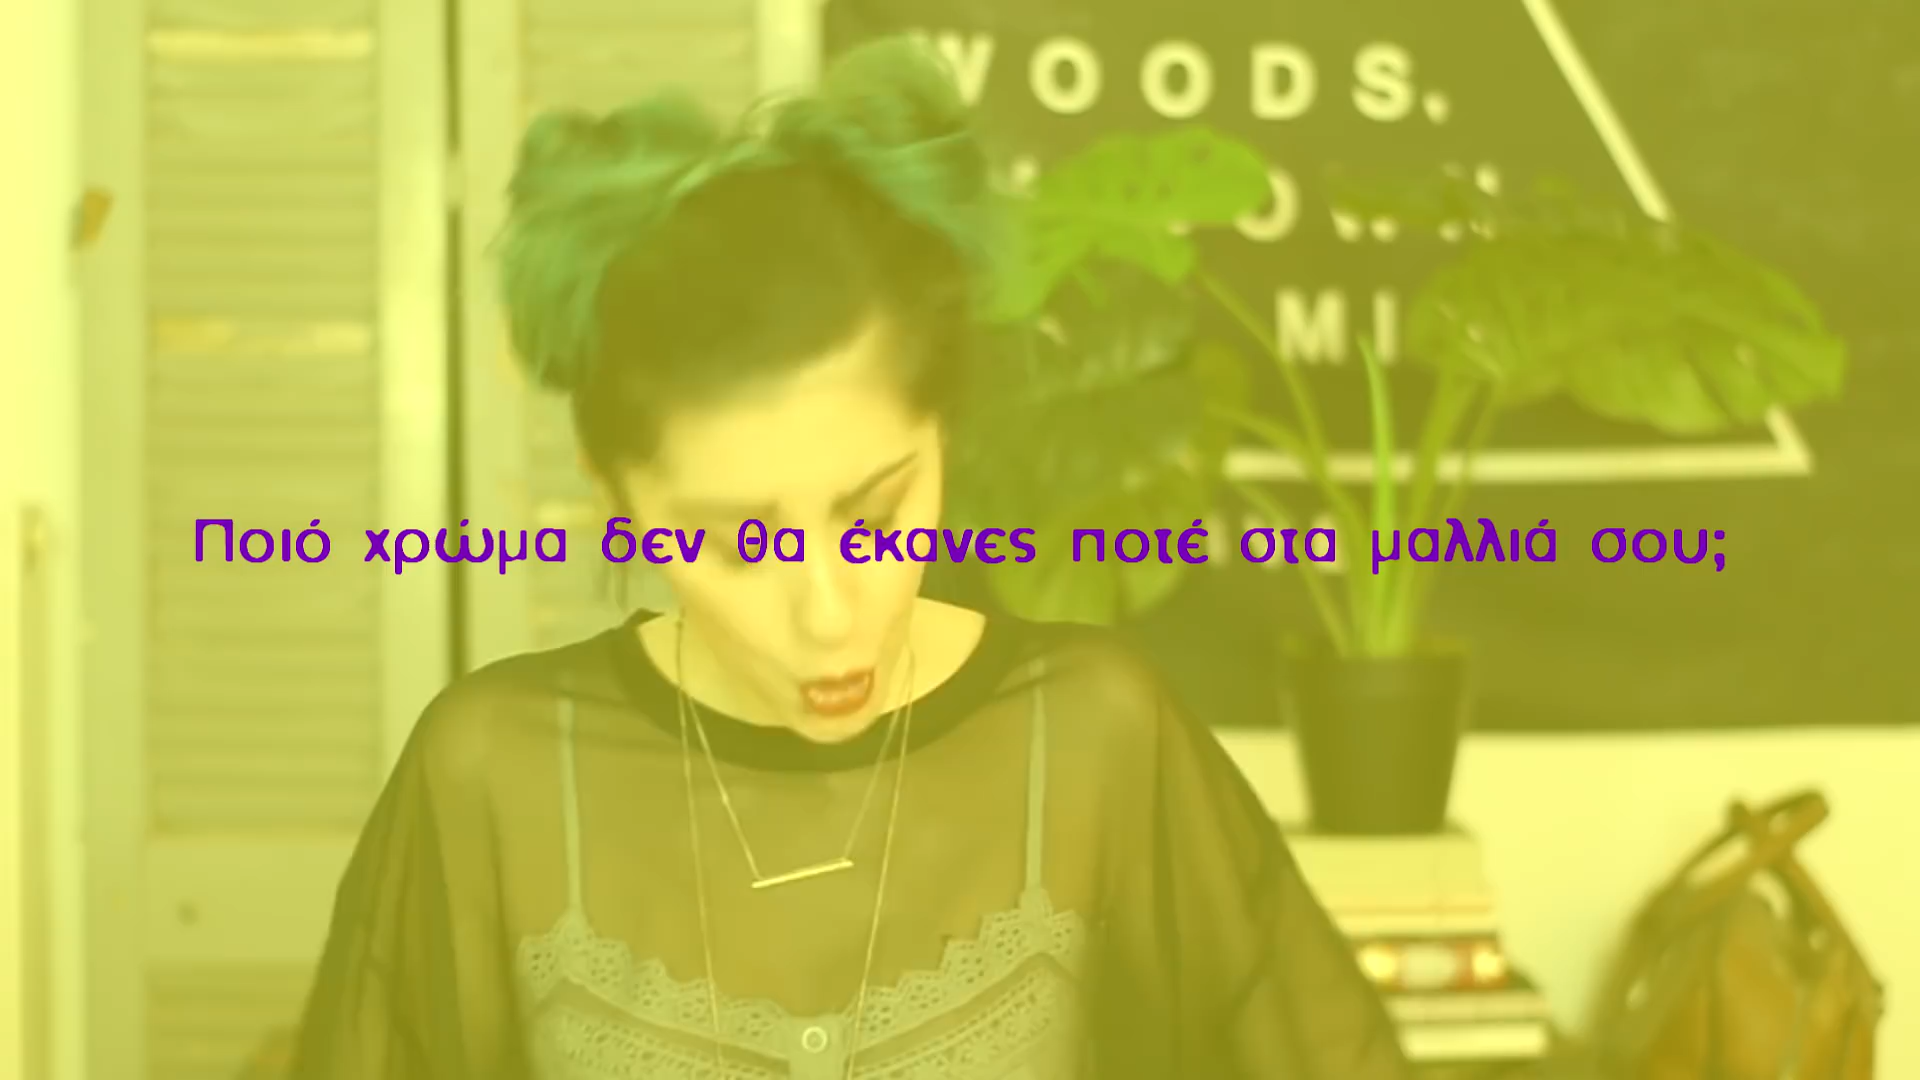 WOODS.
MI
Ποιό χρώμα δεν θα έκανες ποτέ στα μαλλιά σου;